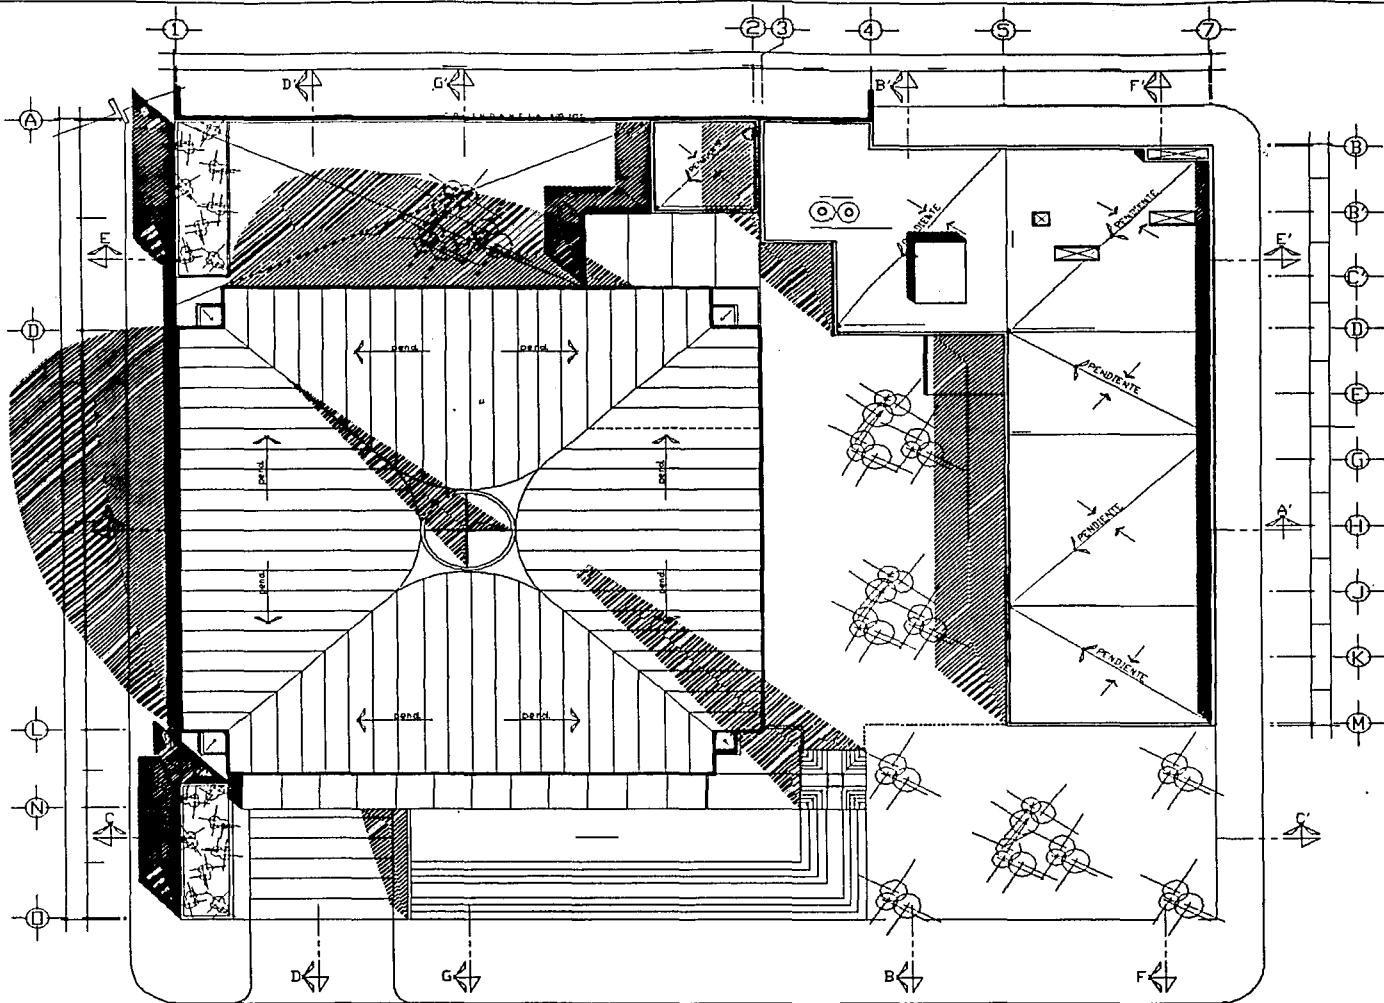 1 2 3 4 5 7
D' G' B' F'
A
B
PENDIENTE
B'
PENDIENTE
E E'
C'
D D
pend. pend.
PENDIENTE
E
pend. pend.
G
PENDIENTE
A'
H
pend. pend.
J
PENDIENTE
K
L M
pend. pend.
N
C C'
D G B F